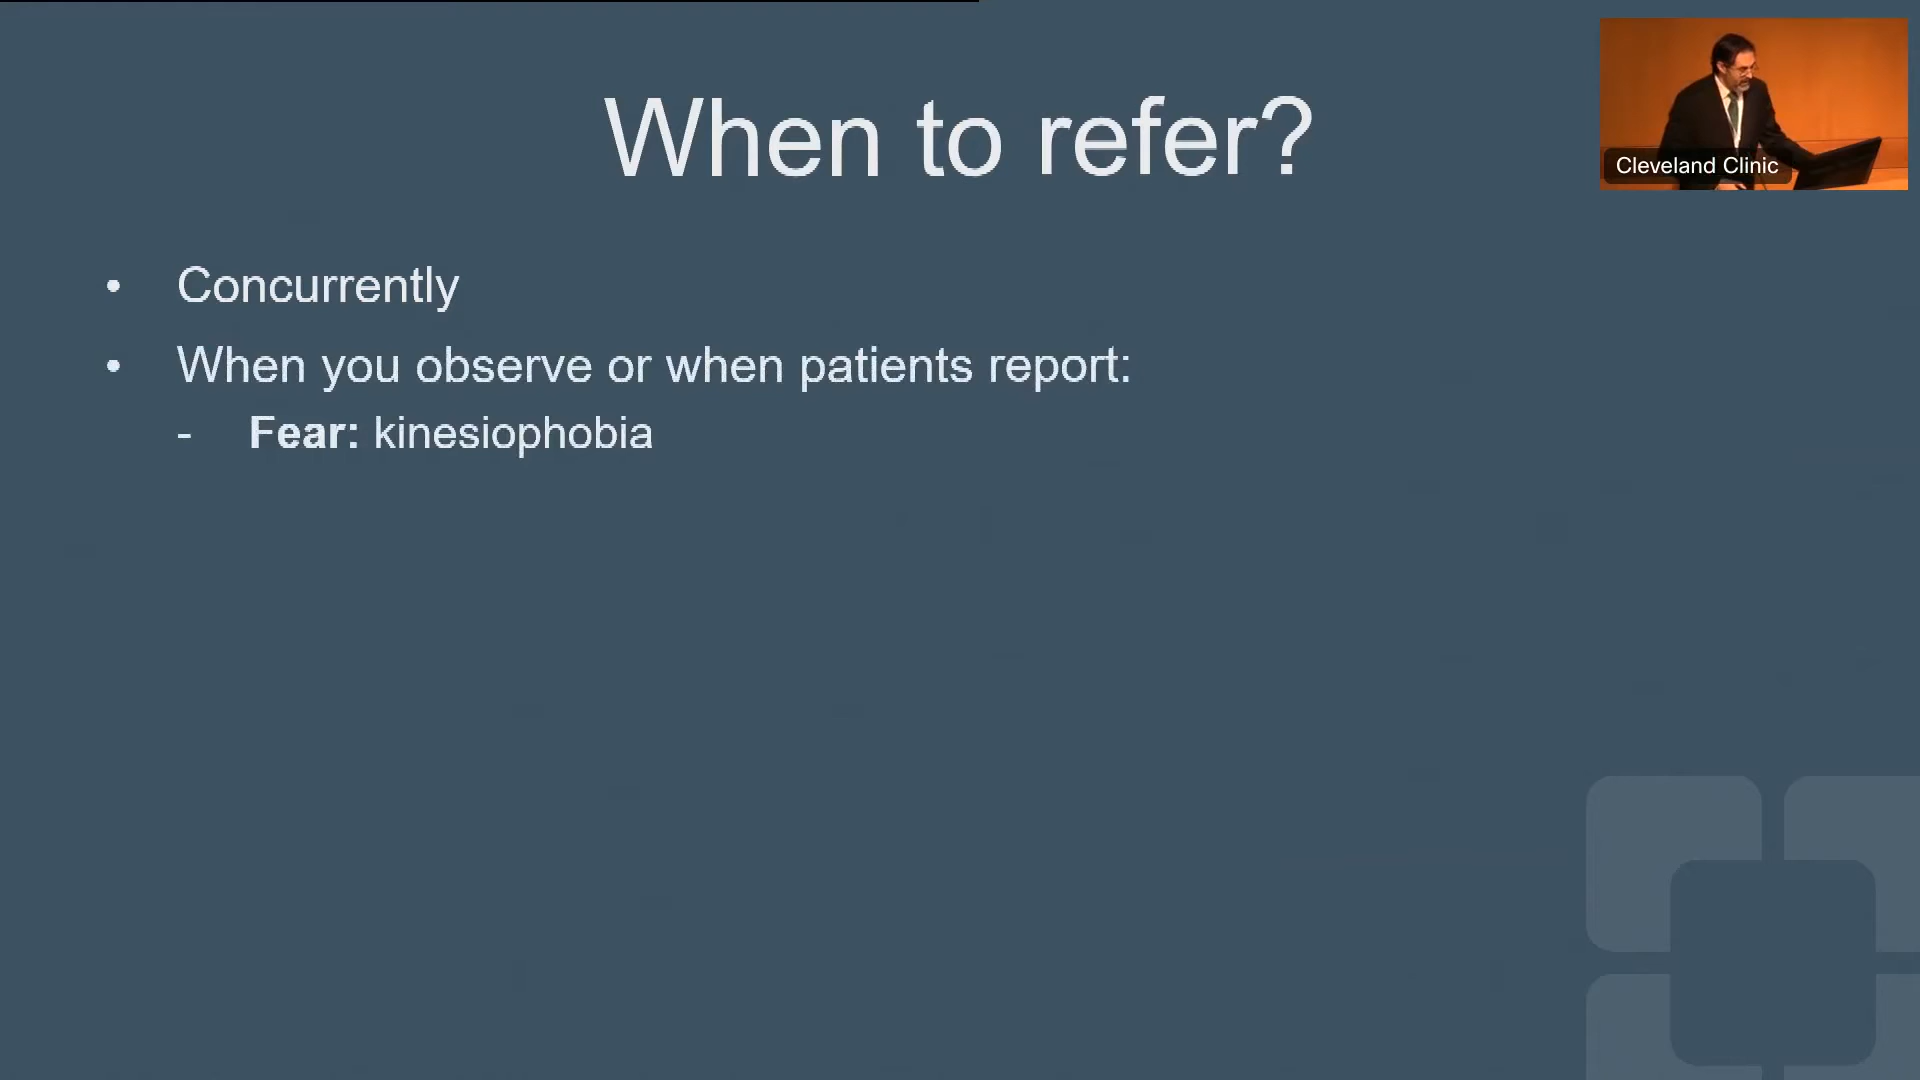 When to refer?
Cleveland Clinic
• Concurrently
• When you observe or when patients report:
- Fear: kinesiophobia